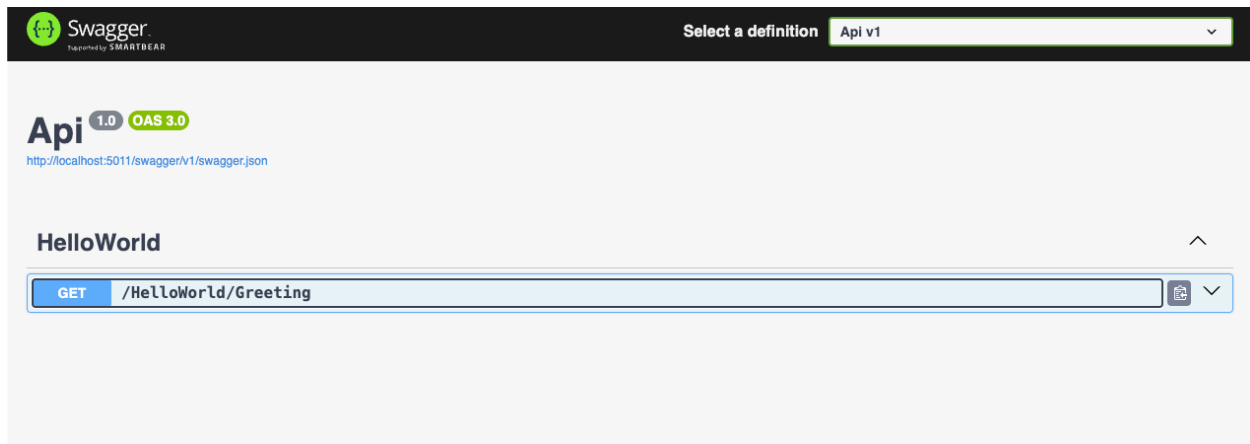 Swagger.
Supported by SMARTBEAR
Select a definition
Api v1
Api 1.0 OAS 3.0
http://localhost:5011/swagger/v1/swagger.json
HelloWorld
GET /HelloWorld/Greeting